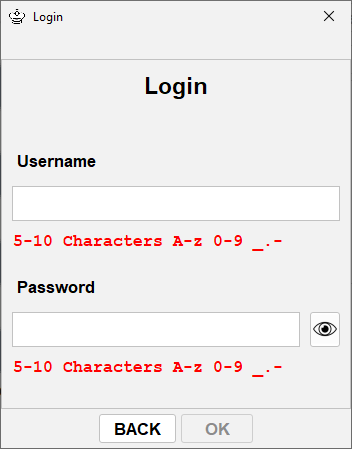 Login
Login
Username
5-10 Characters A-z 0-9 _.-
Password
5-10 Characters A-z 0-9 _.-
BACK OK